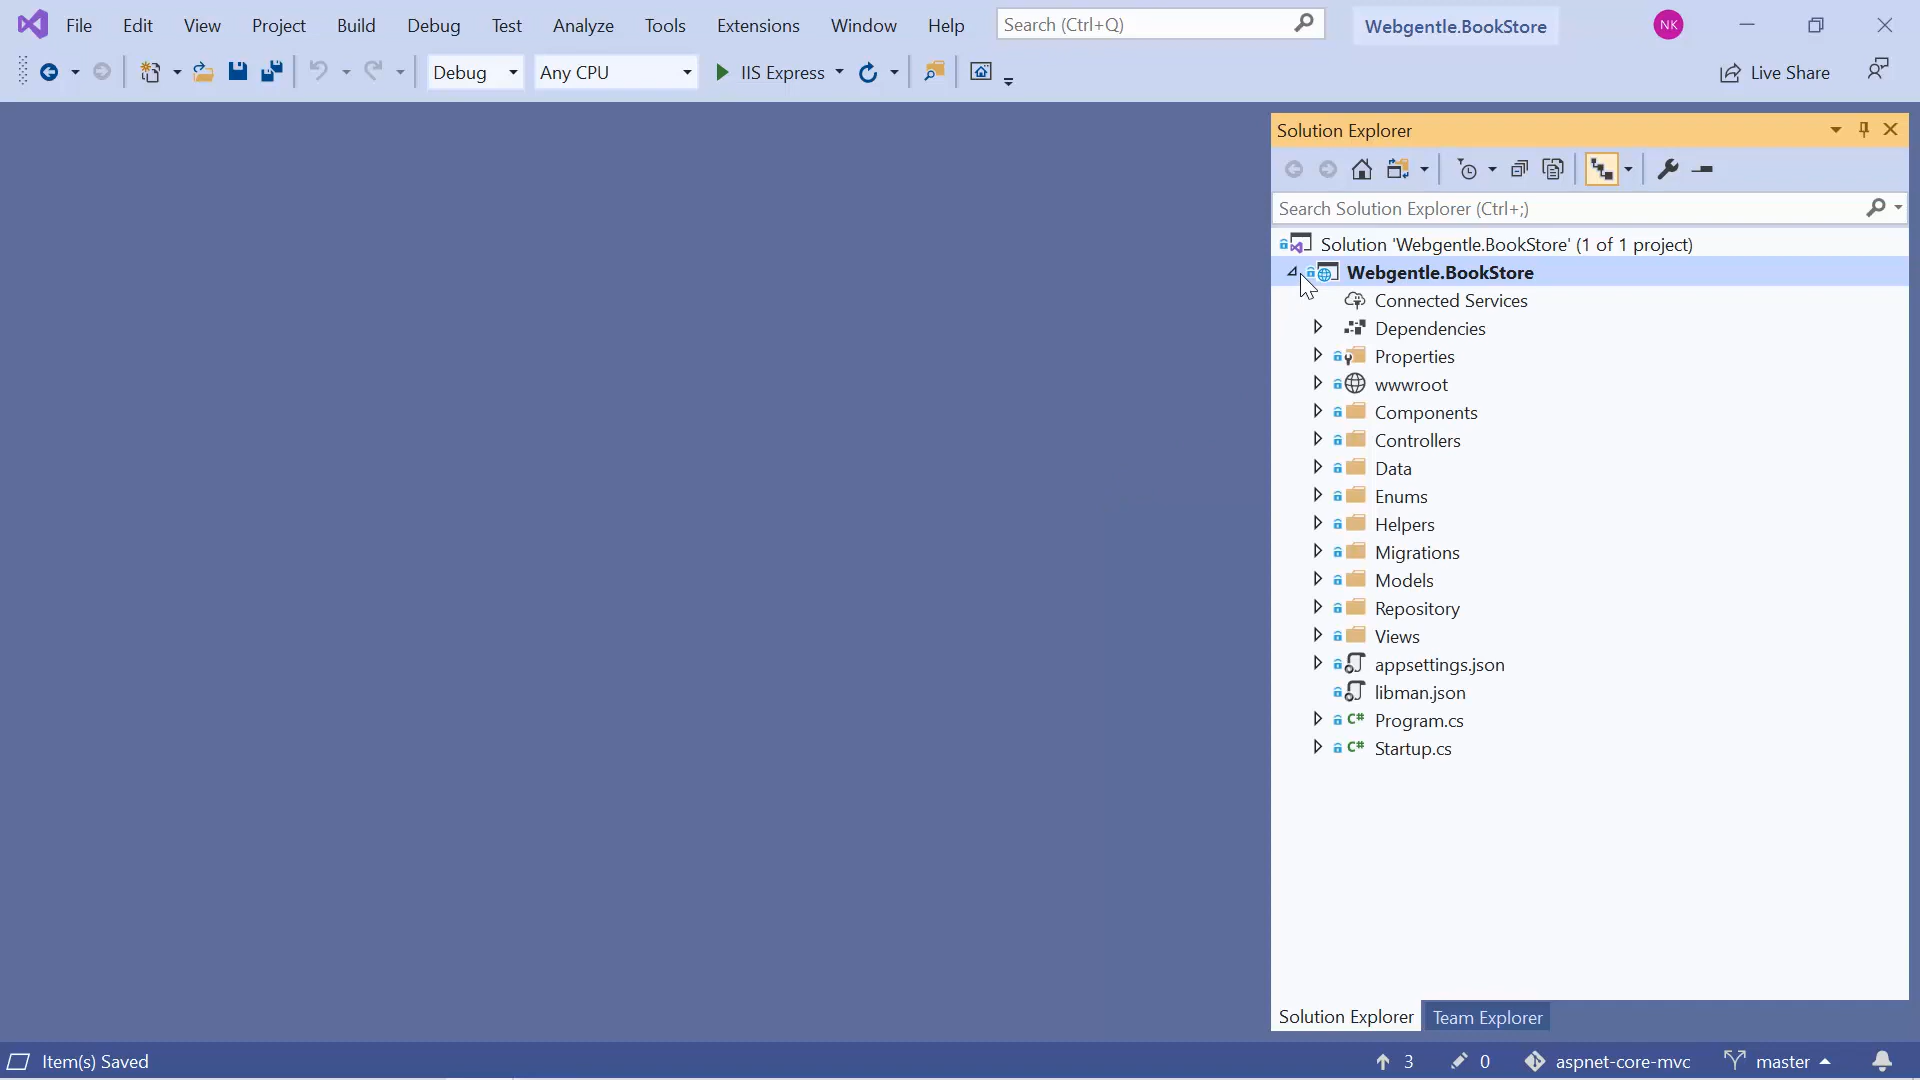 File Edit View Project Build Debug Test Analyze Tools Extensions Window Help Search (Ctrl+Q) Webgentle.BookStore NK
Debug Any CPU IIS Express Live Share
Solution Explorer
Search Solution Explorer (Ctrl+;)
Solution 'Webgentle.BookStore' (1 of 1 project)
Webgentle.BookStore
Connected Services
Dependencies
Properties
wwwroot
Components
Controllers
Data
Enums
Helpers
Migrations
Models
Repository
Views
appsettings.json
libman.json
C# Program.cs
C# Startup.cs
Solution Explorer Team Explorer
Item(s) Saved 3 0 aspnet-core-mvc master